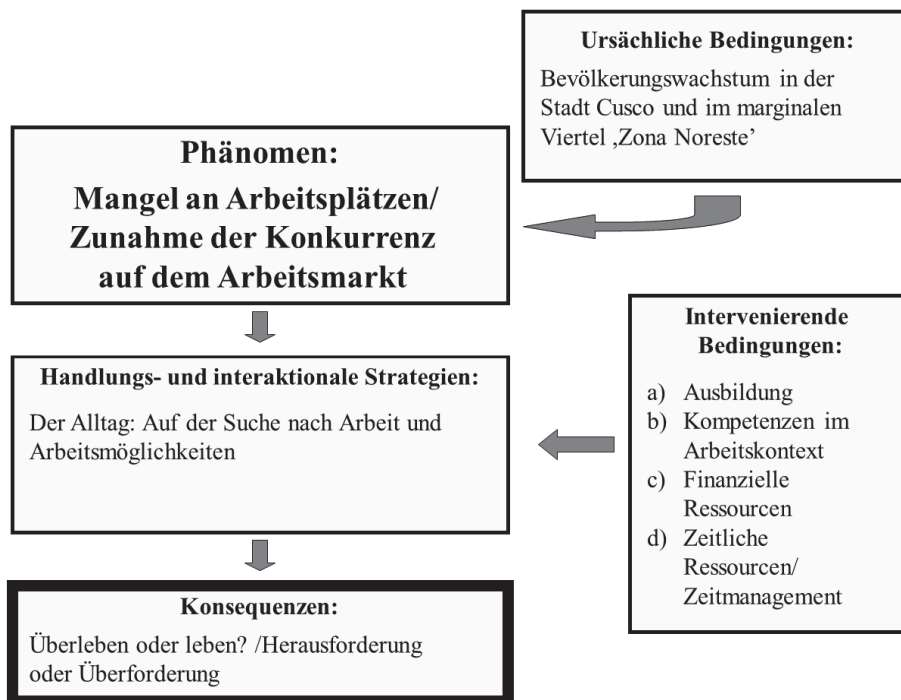 Ursächliche Bedingungen:
Bevölkerungswachstum in der
Stadt Cusco und im marginalen
Viertel ‚Zona Noreste’
Phänomen:
Mangel an Arbeitsplätzen/
Zunahme der Konkurrenz
auf dem Arbeitsmarkt
Handlungs- und interaktionale Strategien:
Der Alltag: Auf der Suche nach Arbeit und
Arbeitsmöglichkeiten
Intervenierende
Bedingungen:
a) Ausbildung
b) Kompetenzen im
Arbeitskontext
c) Finanzielle
Ressourcen
d) Zeitliche
Ressourcen/
Zeitmanagement
Konsequenzen:
Überleben oder leben? /Herausforderung
oder Überforderung